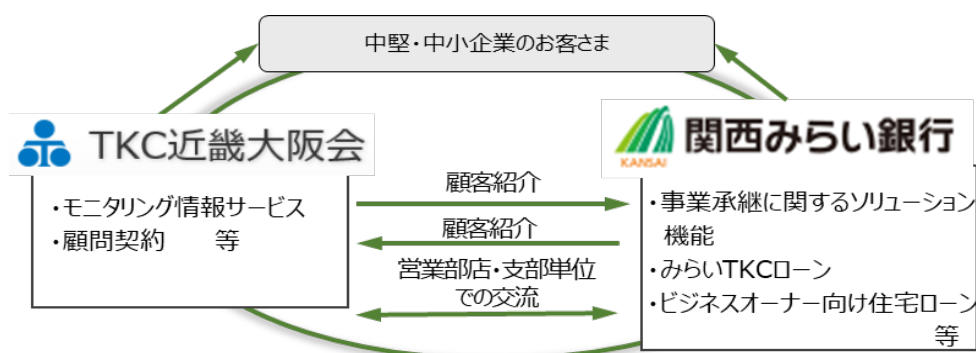 中堅・中小企業のお客さま
TKC近畿大阪会
・モニタリング情報サービス
・顧問契約　等
KANSAI
関西みらい銀行
・事業承継に関するソリューション
機能
・みらいTKCローン
・ビジネスオーナー向け住宅ローン
等
顧客紹介
顧客紹介
営業部店・支部単位
での交流